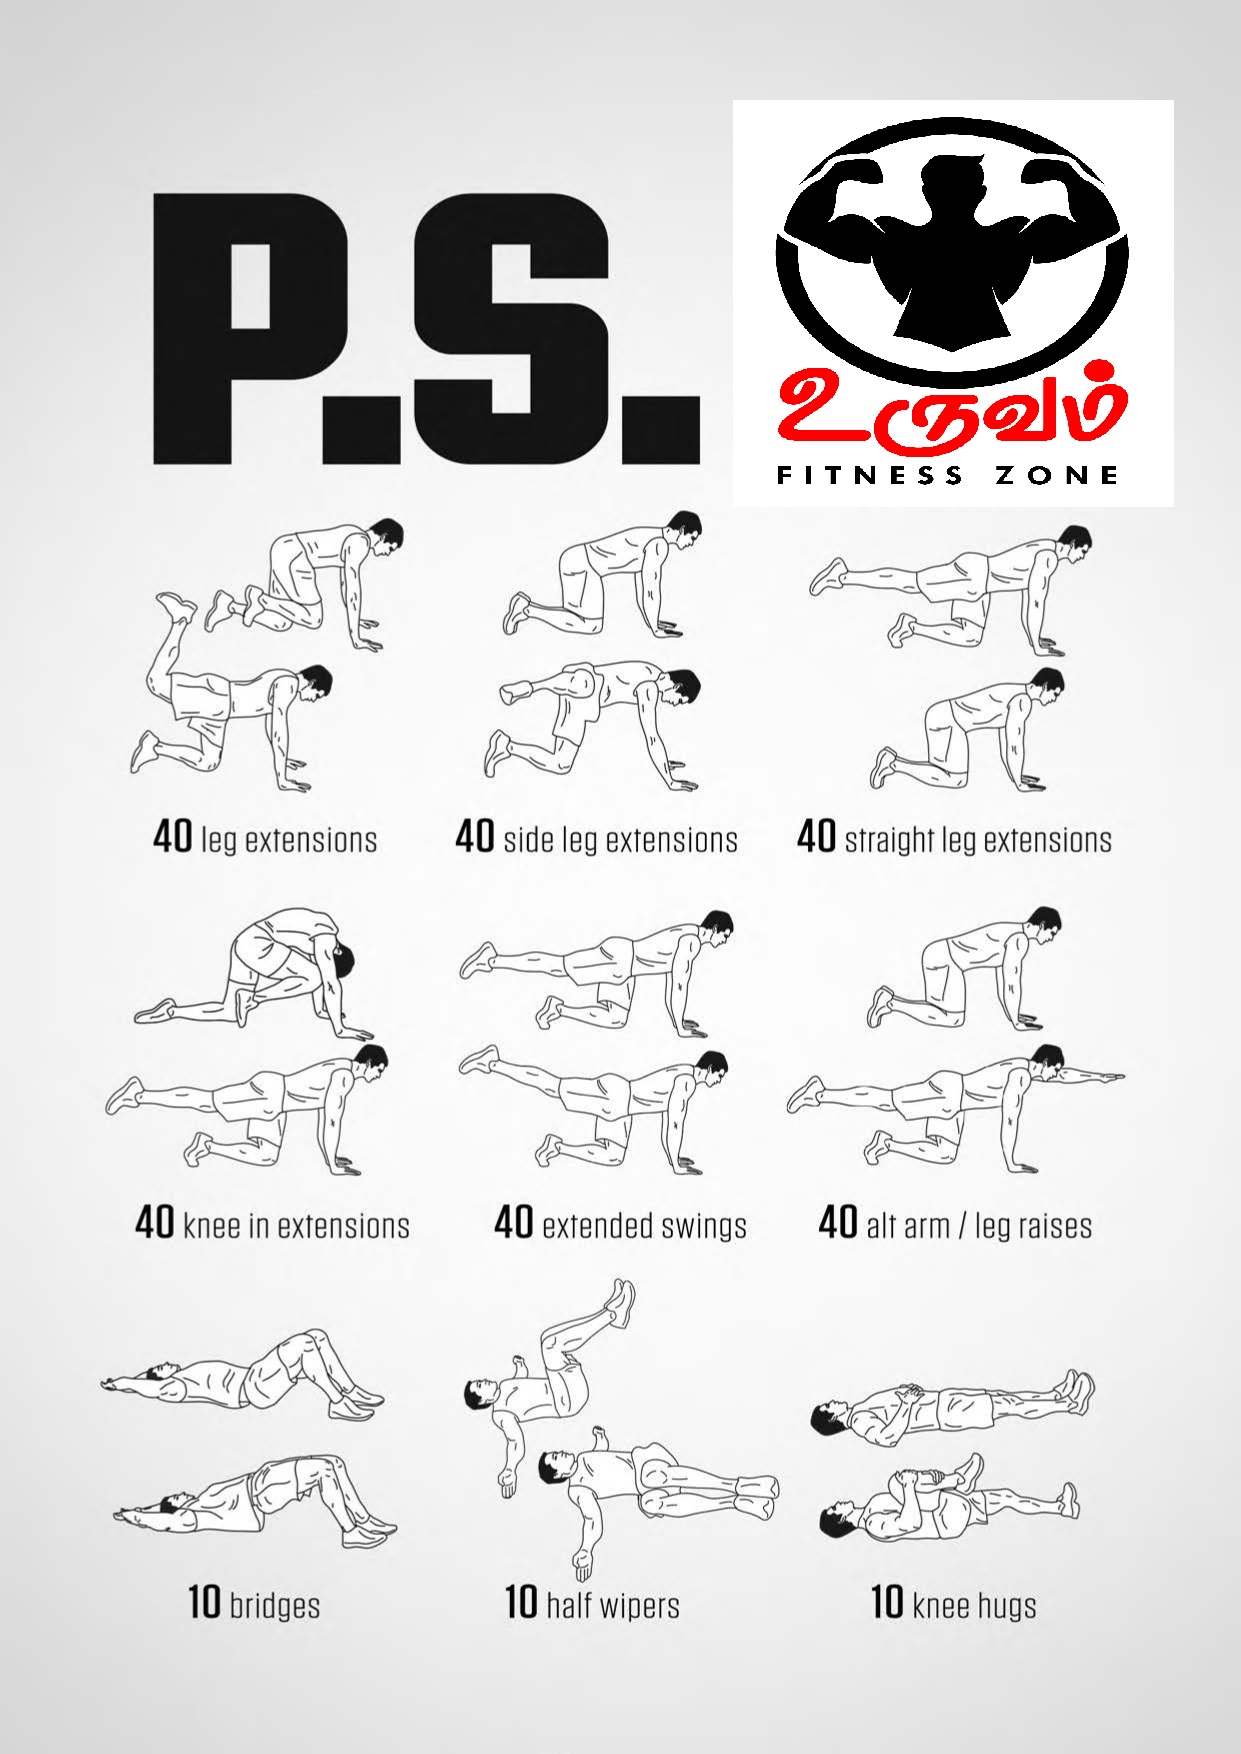 P.S.
உருவம்
FITNESS ZONE
40 leg extensions
40 side leg extensions
40 straight leg extensions
40 knee in extensions
40 extended swings
40 alt arm / leg raises
10 bridges
10 half wipers
10 knee hugs